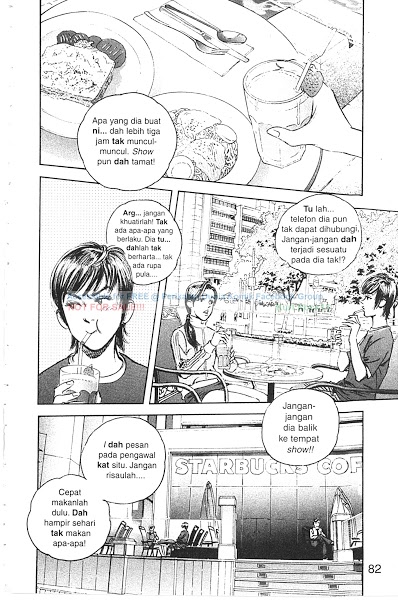 Apa yang dia buat
ni... dah lebih tiga
jam tak muncul-
muncul. Show
pun dah tamat!
Tu lah...
telefon dia pun
tak dapat dihubungi.
Jangan-jangan dah
terjadi sesuatu
pada dia tak!?
Arg... jangan
khuatirlah! Tak
ada apa-apa yang
berlaku. Dia tu...
dahlah tak
berharta... tak
ada rupa
pula...
NOT FOR SALE!!!
Jangan-
jangan
dia balik
ke tempat
show!!
I dah pesan
pada pengawal
kat situ. Jangan
risaulah....
STARBUCKS COF
Cepat
makanlah
dulu. Dah
hampir sehari
tak makan
apa-apa!
82